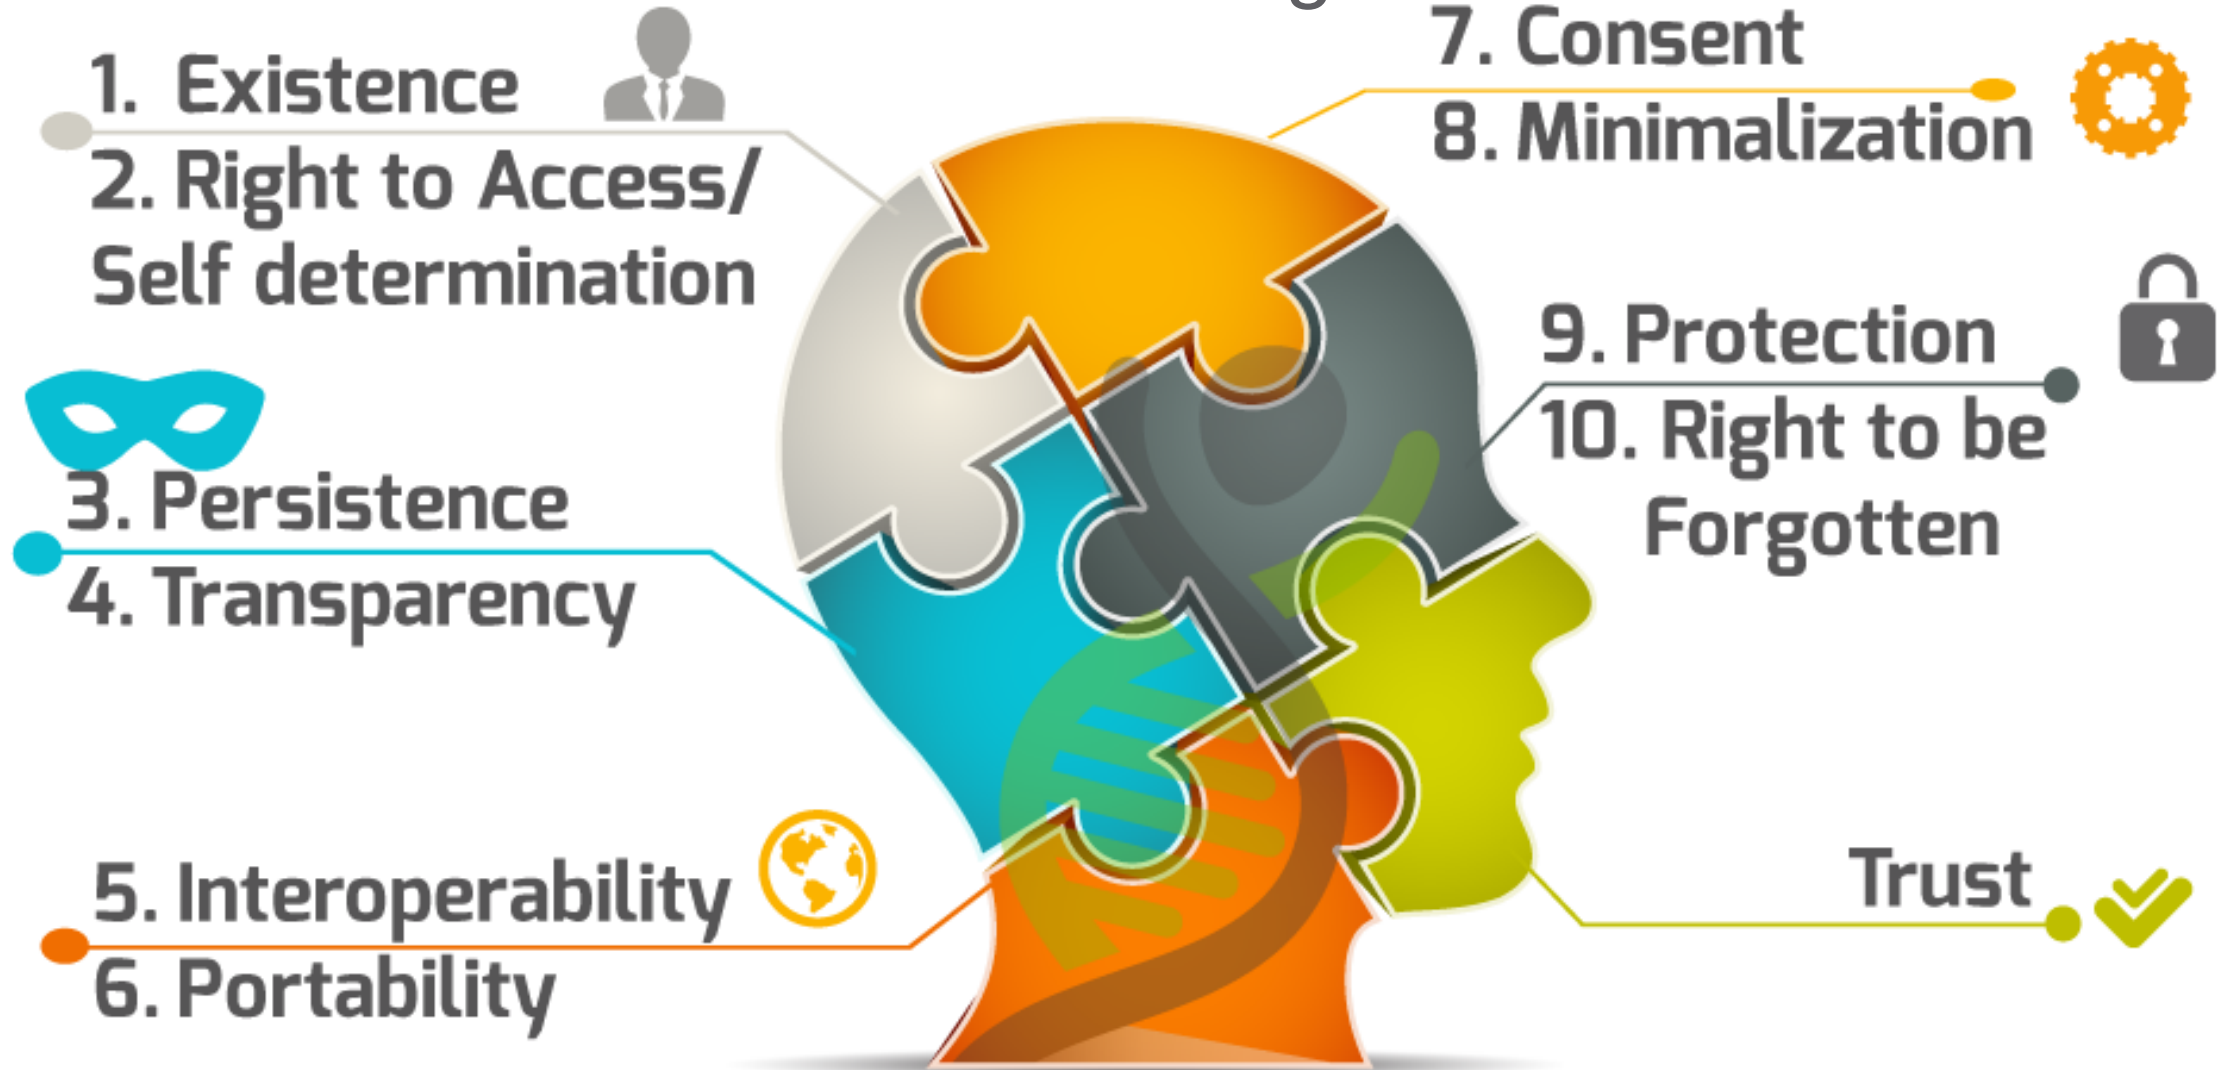 1. Existence
2. Right to Access/
Self determination
3. Persistence
4. Transparency
5. Interoperability
6. Portability
7. Consent
8. Minimalization
9. Protection
10. Right to be
Forgotten
Trust